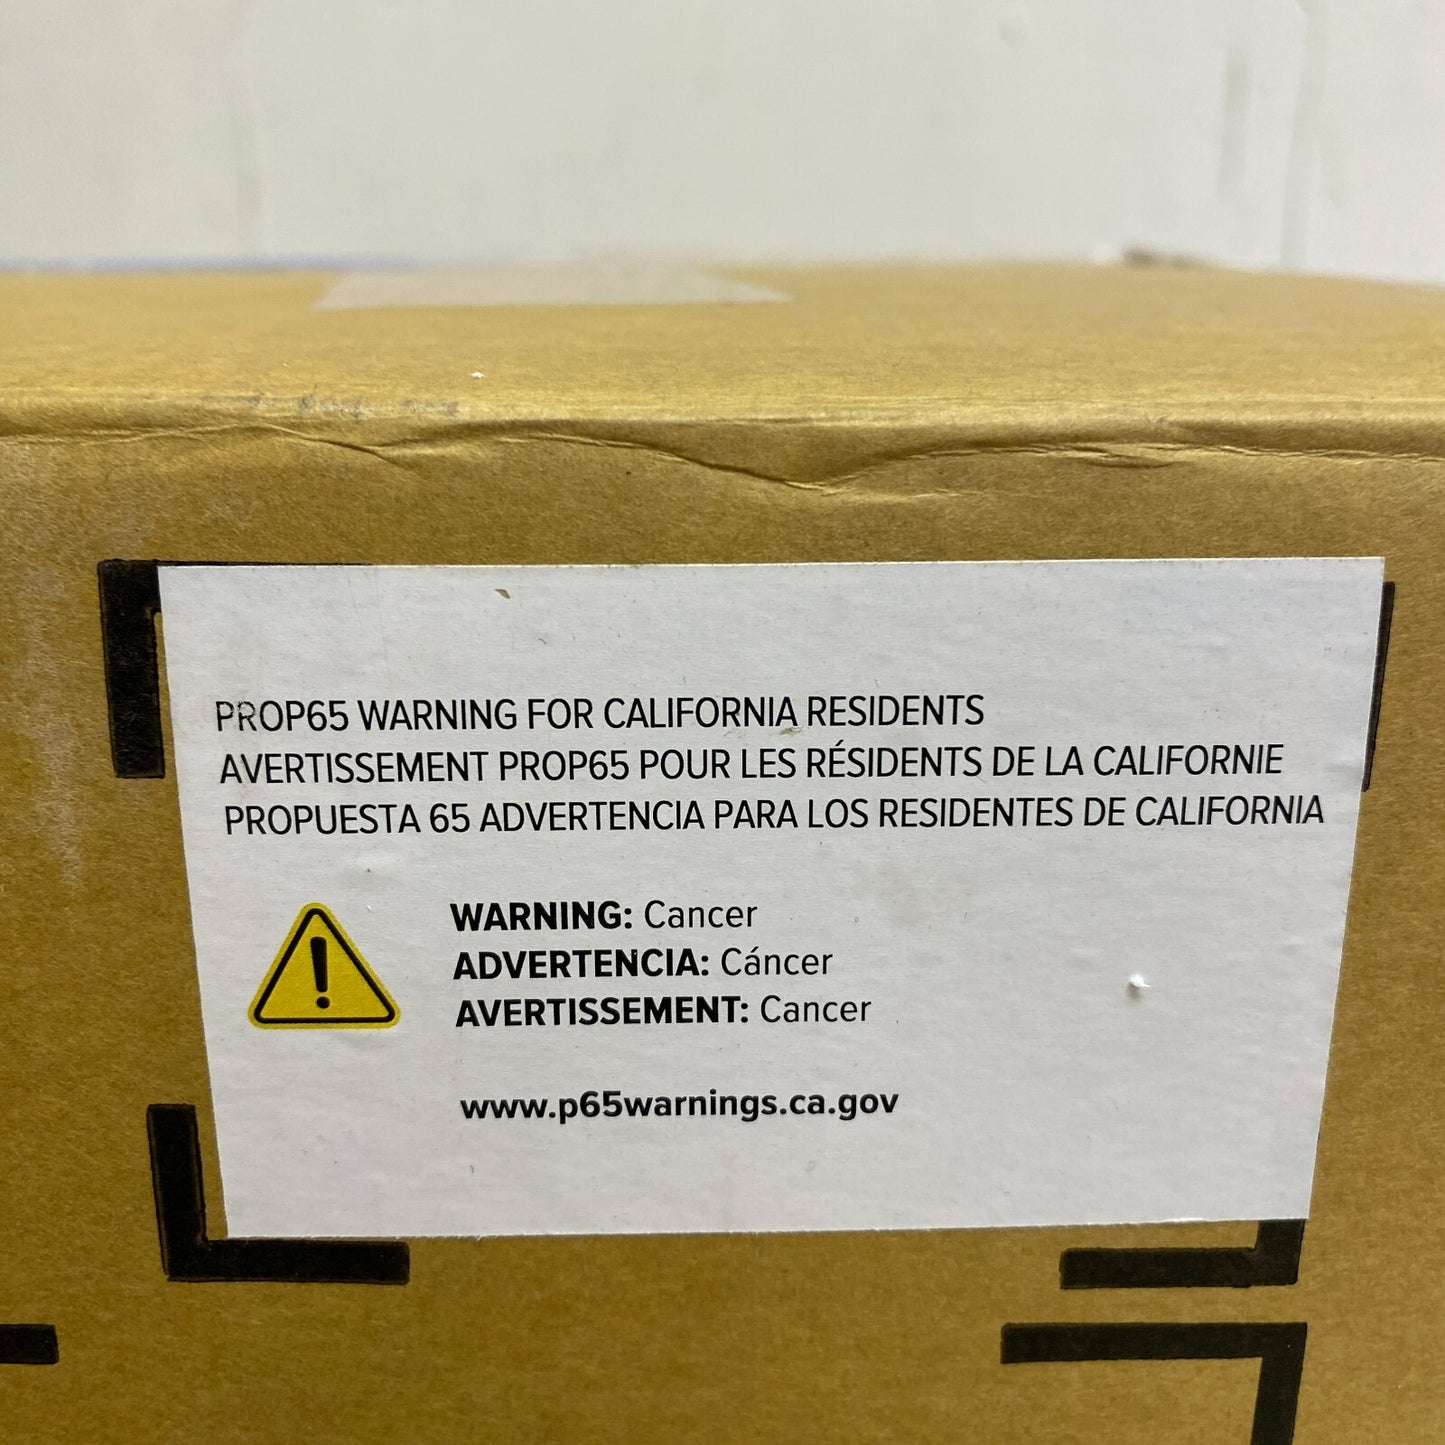 PROP65 WARNING FOR CALIFORNIA RESIDENTS
AVERTISSEMENT PROP65 POUR LES RÉSIDENTS DE LA CALIFORNIE
PROPUESTA 65 ADVERTENCIA PARA LOS RESIDENTES DE CALIFORNIA
WARNING: Cancer
ADVERTENCIA: Cáncer
AVERTISSEMENT: Cancer
www.p65warnings.ca.gov